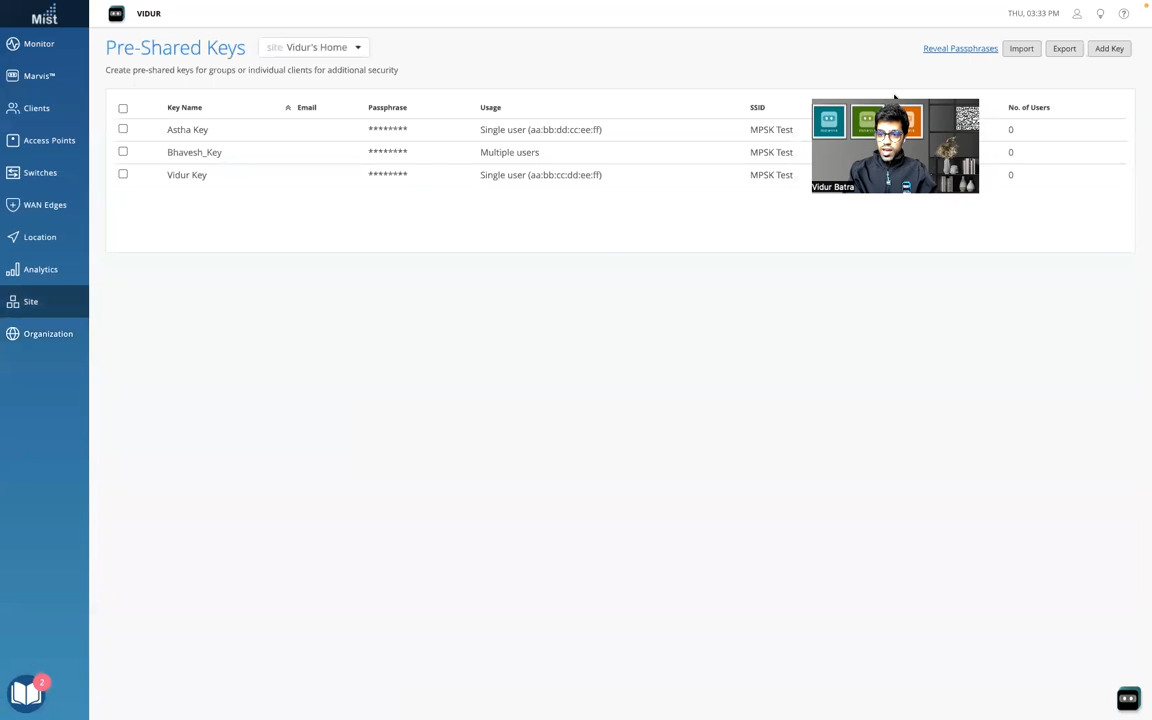 Mist
VIDUR
THU, 03:33 PM
Monitor
Marvis™
Clients
Access Points
Switches
WAN Edges
Location
Analytics
Site
Organization
2
Pre-Shared Keys
site Vidur's Home
Reveal Passphrases
Import
Export
Add Key
Create pre-shared keys for groups or individual clients for additional security
Key Name Email Passphrase Usage SSID No. of Users
Astha Key ******** Single user (aa:bb:dd:cc:ee:ff) MPSK Test 0
Bhavesh_Key ******** Multiple users MPSK Test 0
Vidur Key ******** Single user (aa:bb:cc:dd:ee:ff) MPSK Test 0
Vidur Batra